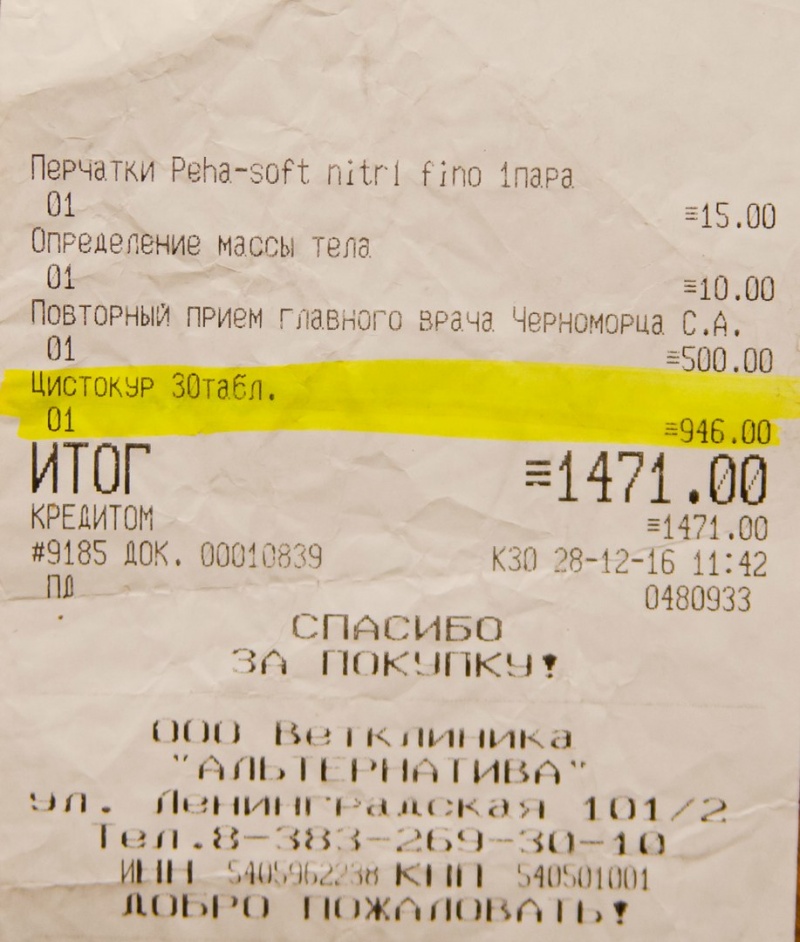 Перчатки Peha-soft nitrl fino 1пара
01 ≡15.00
Определение массы тела
01 ≡10.00
Повторный прием главного врача Черноморца С.А.
01 ≡500.00
Цистокур 30табл.
01 ≡946.00
ИТОГ ≡1471.00
КРЕДИТОМ ≡1471.00
#9185 ДОК. 00010839 КЗО 28-12-16 11:42
ПД 0480933
СПАСИБО
ЗА ПОКУПКУ!
ООО Ветклиника
"АЛЬТЕРНАТИВА"
ул. Ленинградская 101/2
Тел.8-383-269-30-10
ИНН 5405962238 КПП 540501001
ДОБРО ПОЖАЛОВАТЬ!